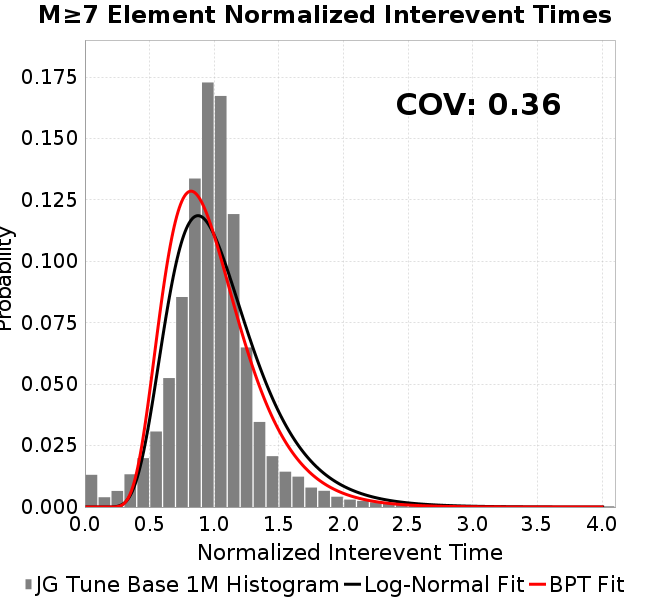 M≥7 Element Normalized Interevent Times
COV: 0.36
Probability
0.175
0.150
0.125
0.100
0.075
0.050
0.025
0.000
0.0 0.5 1.0 1.5 2.0 2.5 3.0 3.5 4.0
Normalized Interevent Time
JG Tune Base 1M Histogram Log-Normal Fit BPT Fit